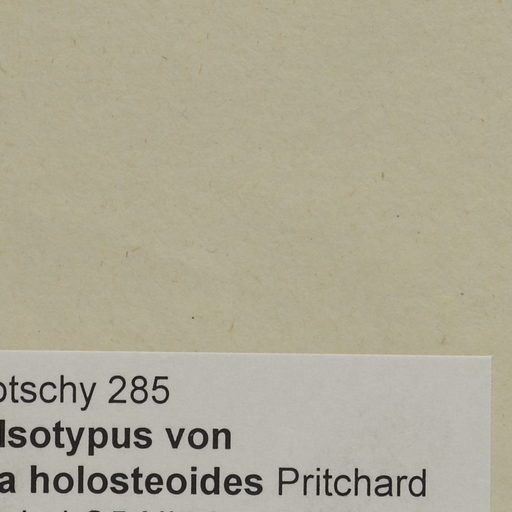 otschy 285
Isotypus von
a holosteoides Pritchard